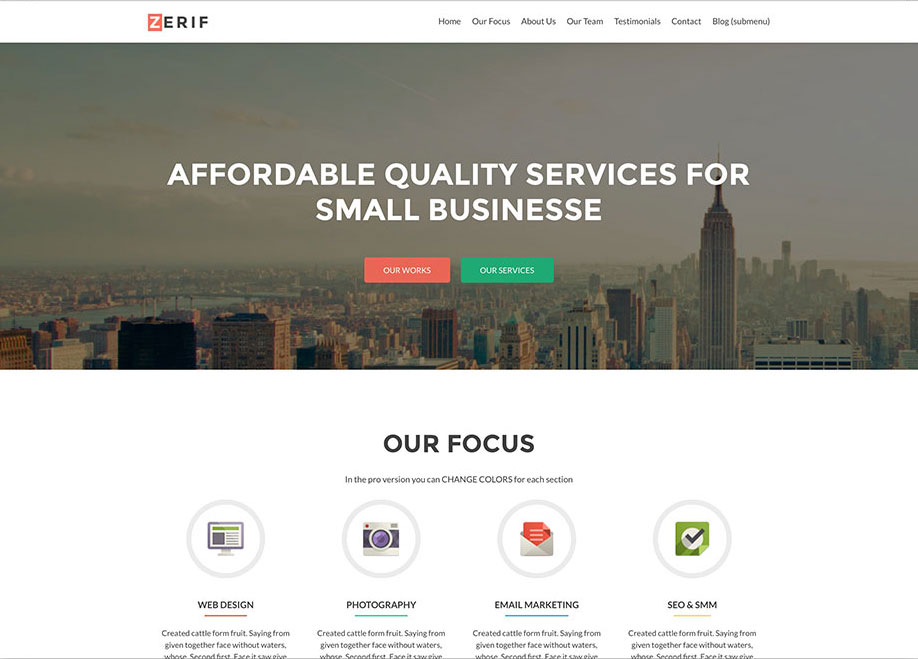 ZERIF
Home Our Focus About Us Our Team Testimonials Contact Blog (submenu)
AFFORDABLE QUALITY SERVICES FOR
SMALL BUSINESSE
OUR WORKS
OUR SERVICES
OUR FOCUS
In the pro version you can CHANGE COLORS for each section
WEB DESIGN
Created cattle form fruit. Saying from
given together face without waters,
whose. Second first. Face it saw give
PHOTOGRAPHY
Created cattle form fruit. Saying from
given together face without waters,
whose. Second first. Face it saw give
EMAIL MARKETING
Created cattle form fruit. Saying from
given together face without waters,
whose. Second first. Face it saw give
SEO & SMM
Created cattle form fruit. Saying from
given together face without waters,
whose. Second first. Face it saw give